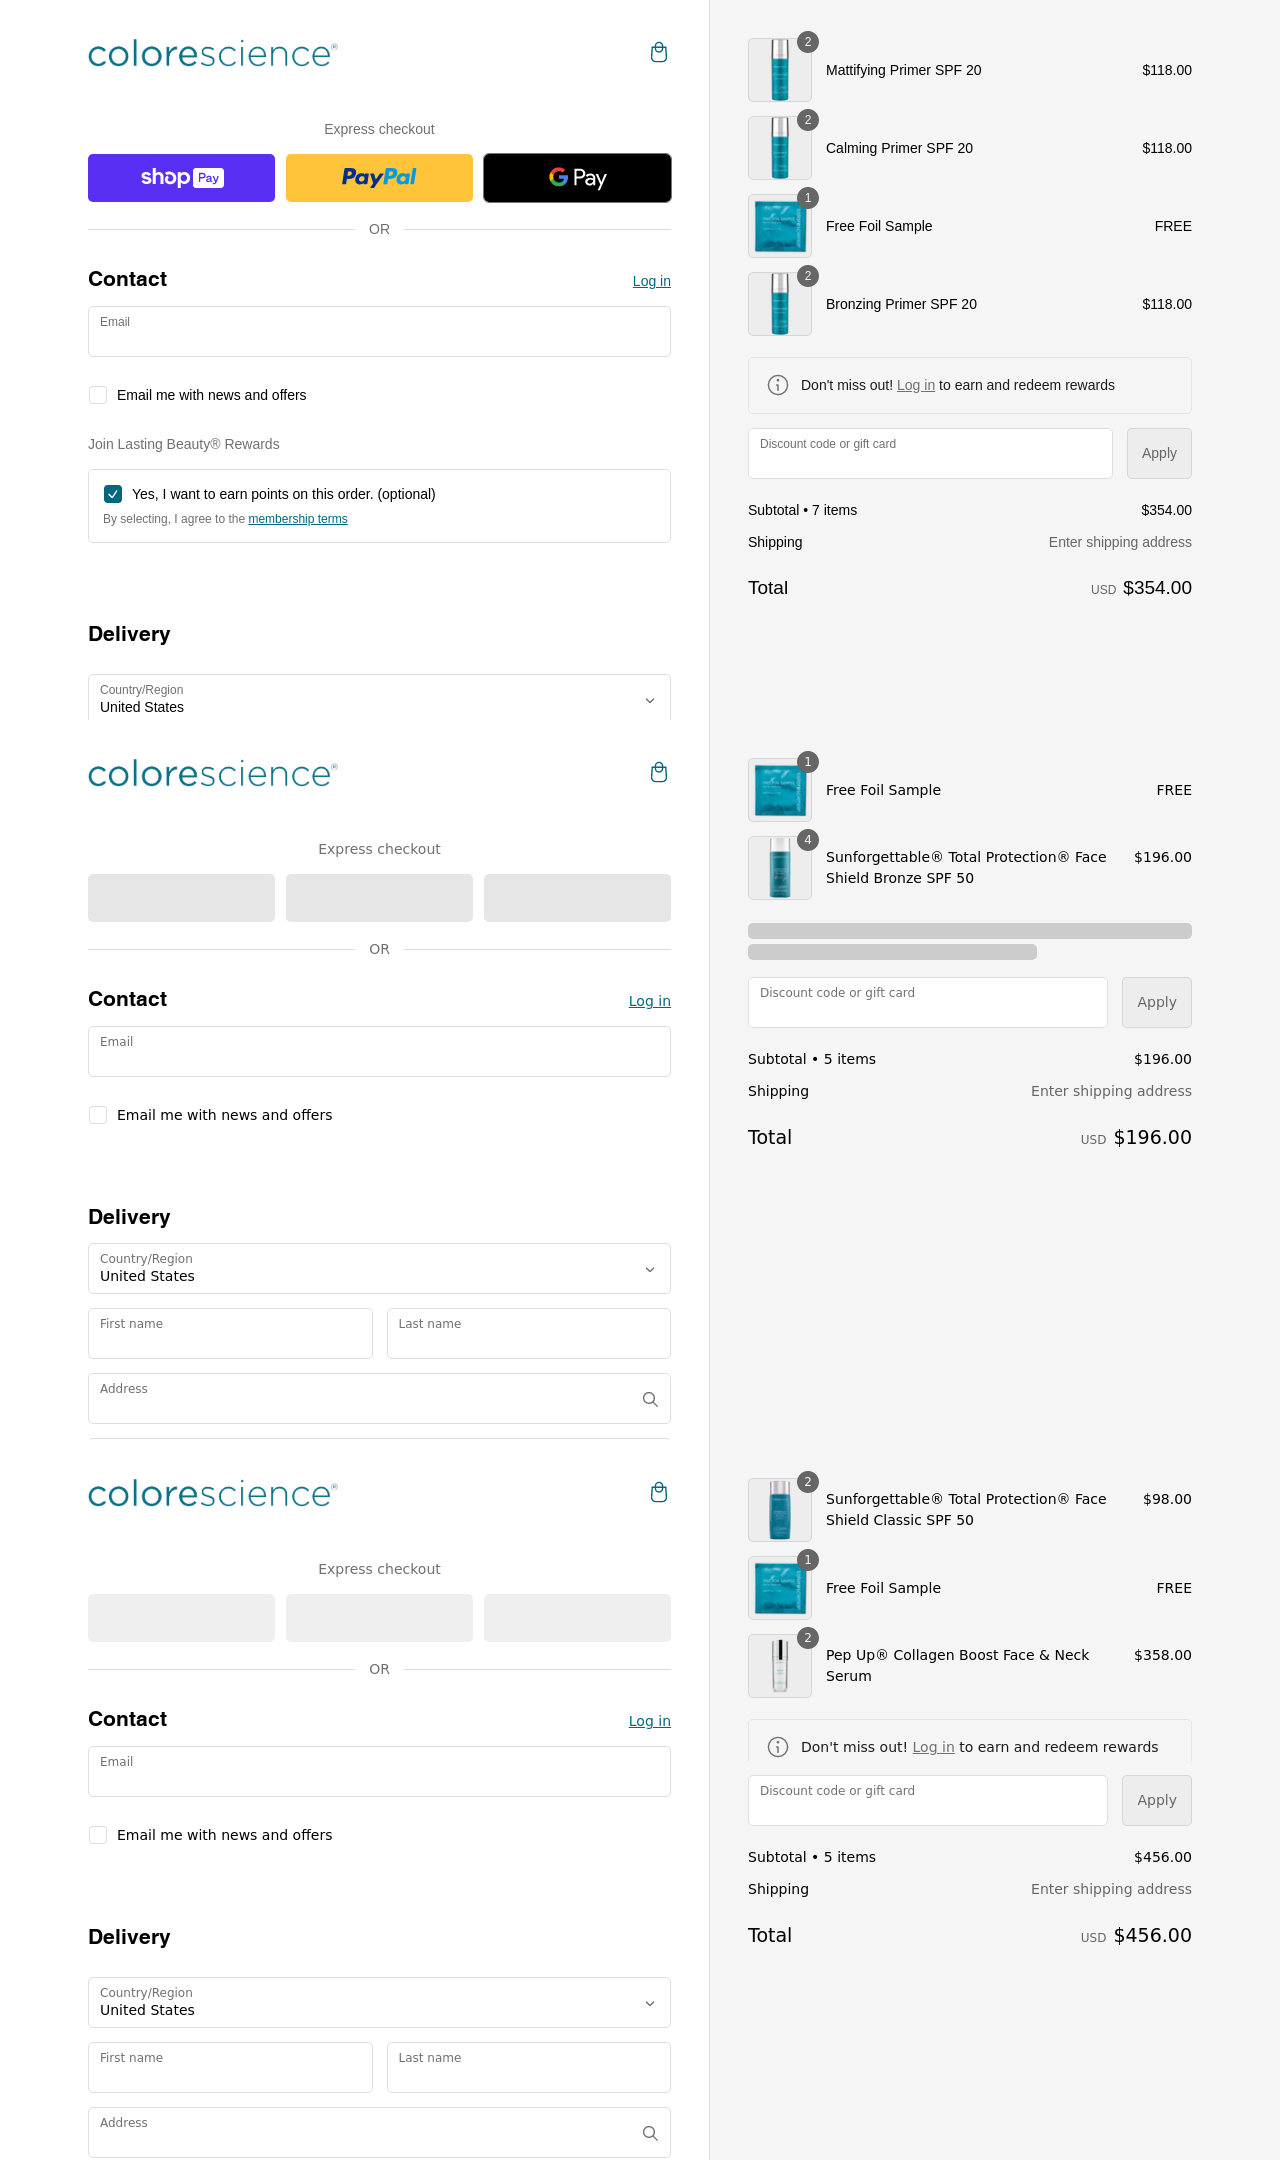 colorescience®
Express checkout
shop Pay
PayPal
G Pay
OR
Contact
Log in
Email
Email me with news and offers
Join Lasting Beauty® Rewards
Yes, I want to earn points on this order. (optional)
By selecting, I agree to the membership terms
Delivery
Country/Region
United States
2
Mattifying Primer SPF 20
$118.00
2
Calming Primer SPF 20
$118.00
1
Free Foil Sample
FREE
2
Bronzing Primer SPF 20
$118.00
Don't miss out! Log in to earn and redeem rewards
Discount code or gift card
Apply
Subtotal • 7 items
$354.00
Shipping
Enter shipping address
Total
USD $354.00
colorescience®
Express checkout
OR
Contact
Log in
Email
Email me with news and offers
Delivery
Country/Region
United States
First name
Last name
Address
1
Free Foil Sample
FREE
4
Sunforgettable® Total Protection® Face
Shield Bronze SPF 50
$196.00
Discount code or gift card
Apply
Subtotal • 5 items
$196.00
Shipping
Enter shipping address
Total
USD $196.00
colorescience®
Express checkout
OR
Contact
Log in
Email
Email me with news and offers
Delivery
Country/Region
United States
First name
Last name
Address
2
Sunforgettable® Total Protection® Face
Shield Classic SPF 50
$98.00
1
Free Foil Sample
FREE
2
Pep Up® Collagen Boost Face & Neck
Serum
$358.00
Don't miss out! Log in to earn and redeem rewards
Discount code or gift card
Apply
Subtotal • 5 items
$456.00
Shipping
Enter shipping address
Total
USD $456.00